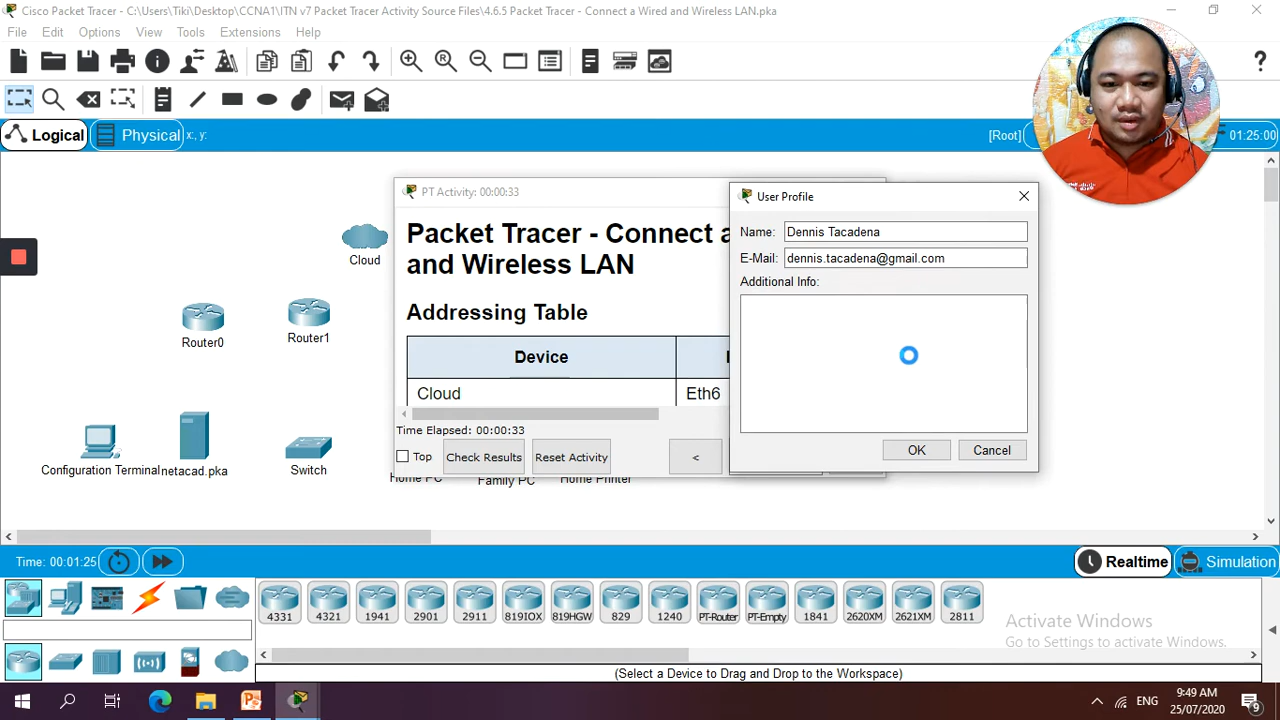 Cisco Packet Tracer - C:\Users\Tiki\Desktop\CCNA1\ITN v7 Packet Tracer Activity Source Files\4.6.5 Packet Tracer - Connect a Wired and Wireless LAN.pka
File Edit Options View Tools Extensions Help
Logical Physical x:, y: [Root] 01:25:00
PT Activity: 00:00:33
User Profile
Packet Tracer - Connect a
and Wireless LAN
Name: Dennis Tacadena
E-Mail: dennis.tacadena@gmail.com
Additional Info:
Cloud
Addressing Table
Router0
Router1
Device
Cloud Eth6
Time Elapsed: 00:00:33
Top Check Results Reset Activity <
OK Cancel
Configuration Terminal
netacad.pka
Switch
Home PC
Family PC
Home Printer
Time: 00:01:25
Realtime Simulation
4331 4321 1941 2901 2911 819IOX 819HGW 829 1240 PT-Router PT-Empty 1841 2620XM 2621XM 2811
Activate Windows
Go to Settings to activate Windows.
(Select a Device to Drag and Drop to the Workspace)
ENG
9:49 AM
25/07/2020
9